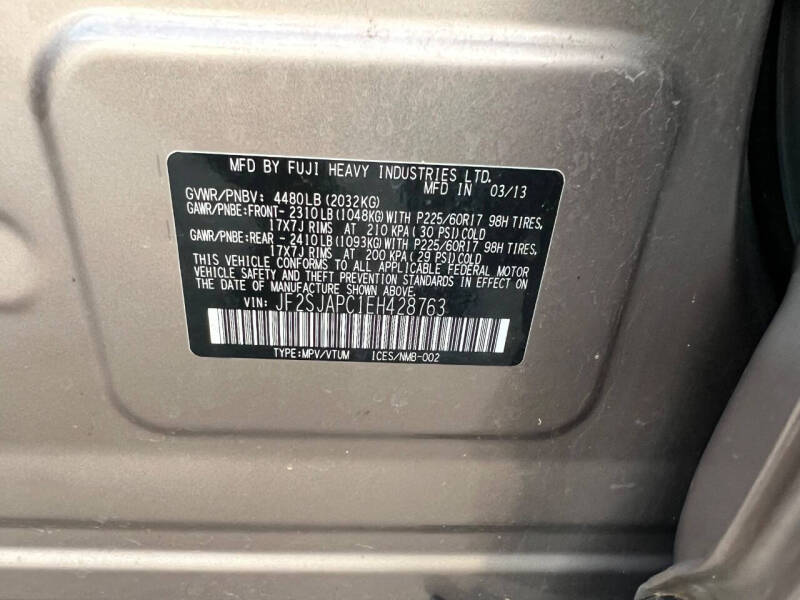 MFD BY FUJI HEAVY INDUSTRIES LTD.
MFD IN 03/13
GVWR/PNBV: 4480LB(2032KG)
GAWR/PNBE:FRONT-2310LB(1048KG)WITH P225/60R17 98H TIRES,
17X7J RIMS AT 210 KPA(30 PSI)COLD
GAWR/PNBE:REAR -2410LB(1093KG)WITH P225/60R17 98H TIRES,
17X7J RIMS AT 200 KPA(29 PSI)COLD
THIS VEHICLE CONFORMS TO ALL APPLICABLE FEDERAL MOTOR
VEHICLE SAFETY AND THEFT PREVENTION STANDARDS IN EFFECT ON
THE DATE OF MANUFACTURE SHOWN ABOVE.
VIN: JF2SJAPC1EH428763
TYPE:MPV/VTUM ICES/NMB-002